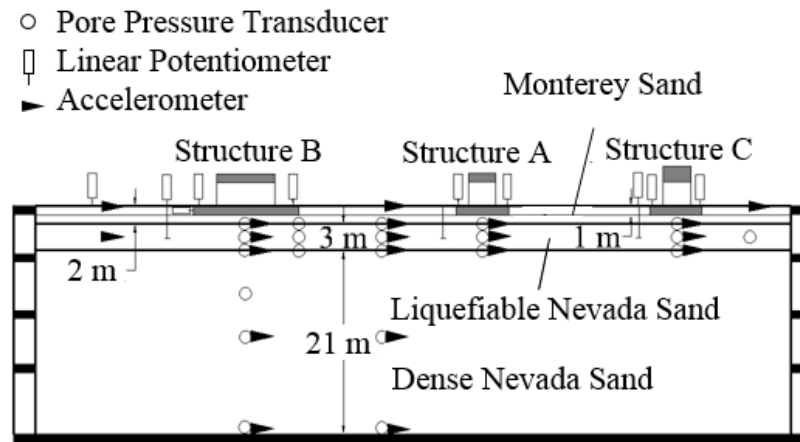 Pore Pressure Transducer
Linear Potentiometer
Accelerometer
Monterey Sand
Structure B
Structure A
Structure C
3 m
1 m
2 m
Liquefiable Nevada Sand
21 m
Dense Nevada Sand